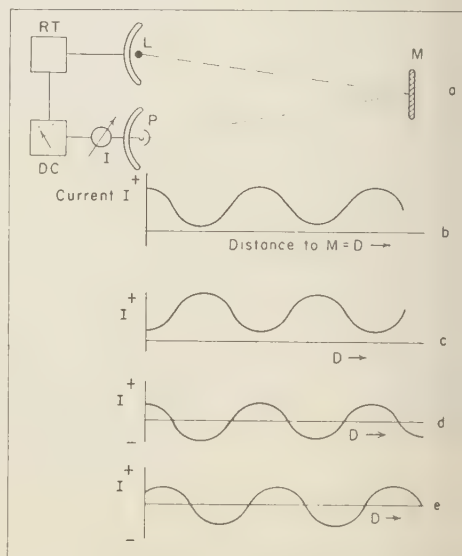 RT
L
M
a
P
I
DC
+
Current I
b
Distance to M = D →
+
I
c
D →
+
I
d
D →
–
+
I
e
D →
–